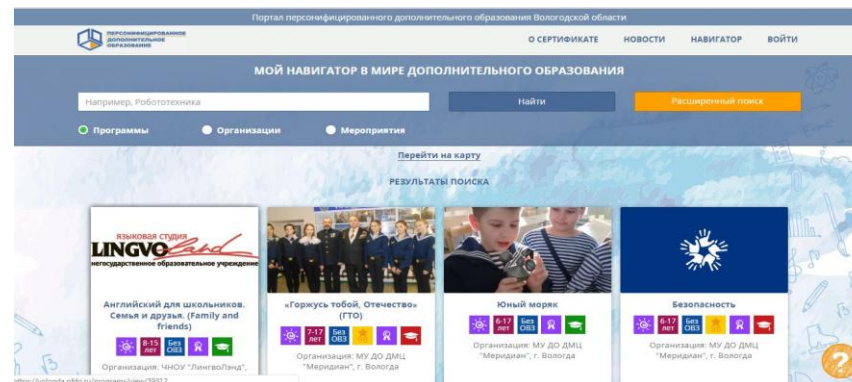 Портал персонифицированного дополнительного образования Вологодской области
ПЕРСОНИФИЦИРОВАННОЕ
ДОПОЛНИТЕЛЬНОЕ
ОБРАЗОВАНИЕ
О СЕРТИФИКАТЕ НОВОСТИ НАВИГАТОР ВОЙТИ
МОЙ НАВИГАТОР В МИРЕ ДОПОЛНИТЕЛЬНОГО ОБРАЗОВАНИЯ
Например, Робототехника Найти Расширенный поиск
Программы Организации Мероприятия
Перейти на карту
РЕЗУЛЬТАТЫ ПОИСКА
ЯЗЫКОВАЯ СТУДИЯ
LINGVOLand
негосударственное образовательное учреждение
Английский для школьников.
Семья и друзья. (Family and
friends)
8-15 лет Без ОВЗ
Организация: ЧНОУ "ЛингвоЛэнд",
«Горжусь тобой, Отечество»
(ГТО)
7-17 лет Без ОВЗ
Организация: МУ ДО ДМЦ
"Меридиан", г. Вологда
Юный моряк
6-17 лет Без ОВЗ
Организация: МУ ДО ДМЦ
"Меридиан", г. Вологда
Безопасность
6-17 лет Без ОВЗ
Организация: МУ ДО ДМЦ
"Меридиан", г. Вологда
?